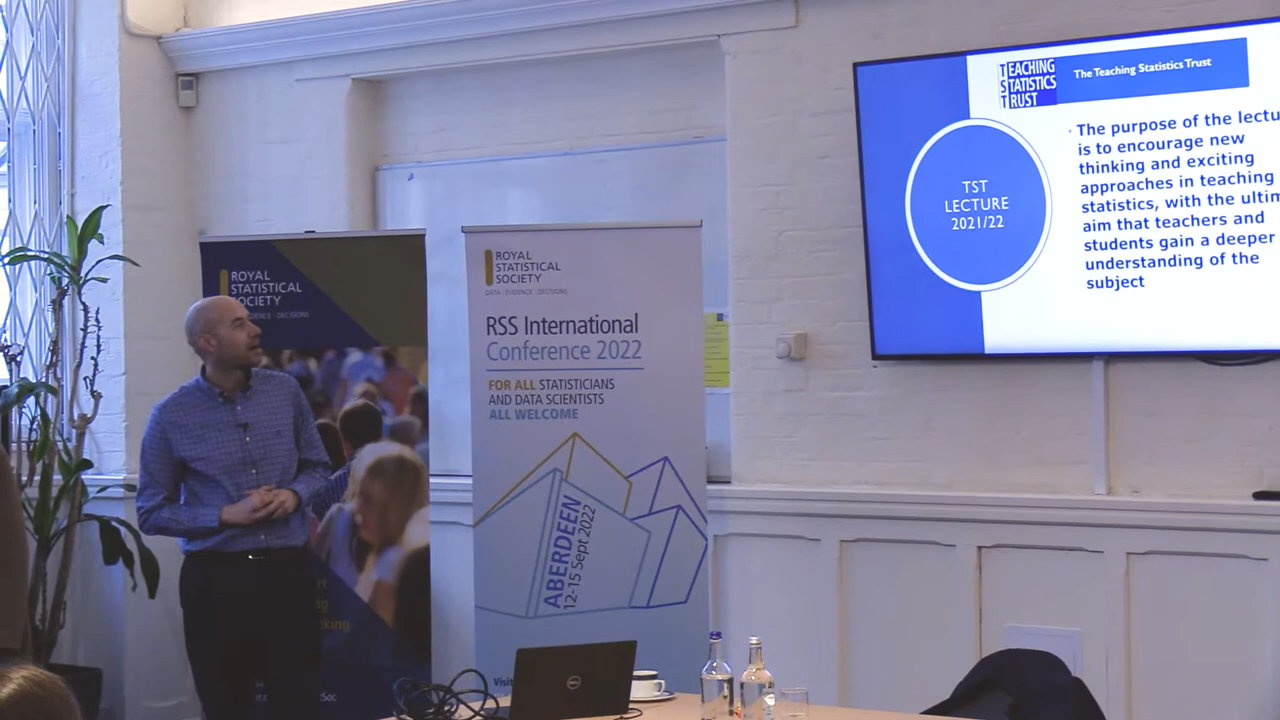 ROYAL
STATISTICAL
SOCIETY
DATA | EVIDENCE | DECISIONS
RSS International
Conference 2022
FOR ALL STATISTICIANS
AND DATA SCIENTISTS
ALL WELCOME
ABERDEEN
12-15 Sept 2022
ROYAL
STATISTICAL
TEACHING
STATISTICS
TRUST
The Teaching Statistics Trust
TST
LECTURE
2021/22
The purpose of the
is to encourage new
thinking and exciting
approaches in teaching
statistics, with the
aim that teachers and
students gain a deeper
understanding of the
subject
DELL